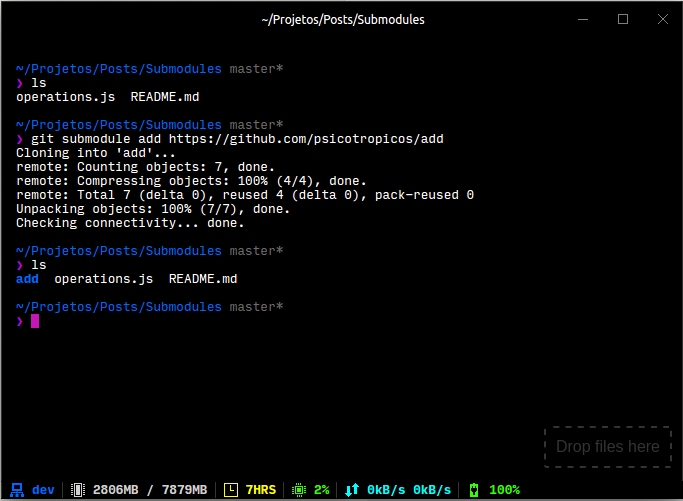 ~/Projetos/Posts/Submodules
~/Projetos/Posts/Submodules master*
❯ ls
operations.js  README.md
~/Projetos/Posts/Submodules master*
❯ git submodule add https://github.com/psicotropicos/add
Cloning into 'add'...
remote: Counting objects: 7, done.
remote: Compressing objects: 100% (4/4), done.
remote: Total 7 (delta 0), reused 4 (delta 0), pack-reused 0
Unpacking objects: 100% (7/7), done.
Checking connectivity... done.
~/Projetos/Posts/Submodules master*
❯ ls
add  operations.js  README.md
~/Projetos/Posts/Submodules master*
❯
Drop files here
dev 2806MB / 7879MB 7HRS 2% 0kB/s 0kB/s 100%